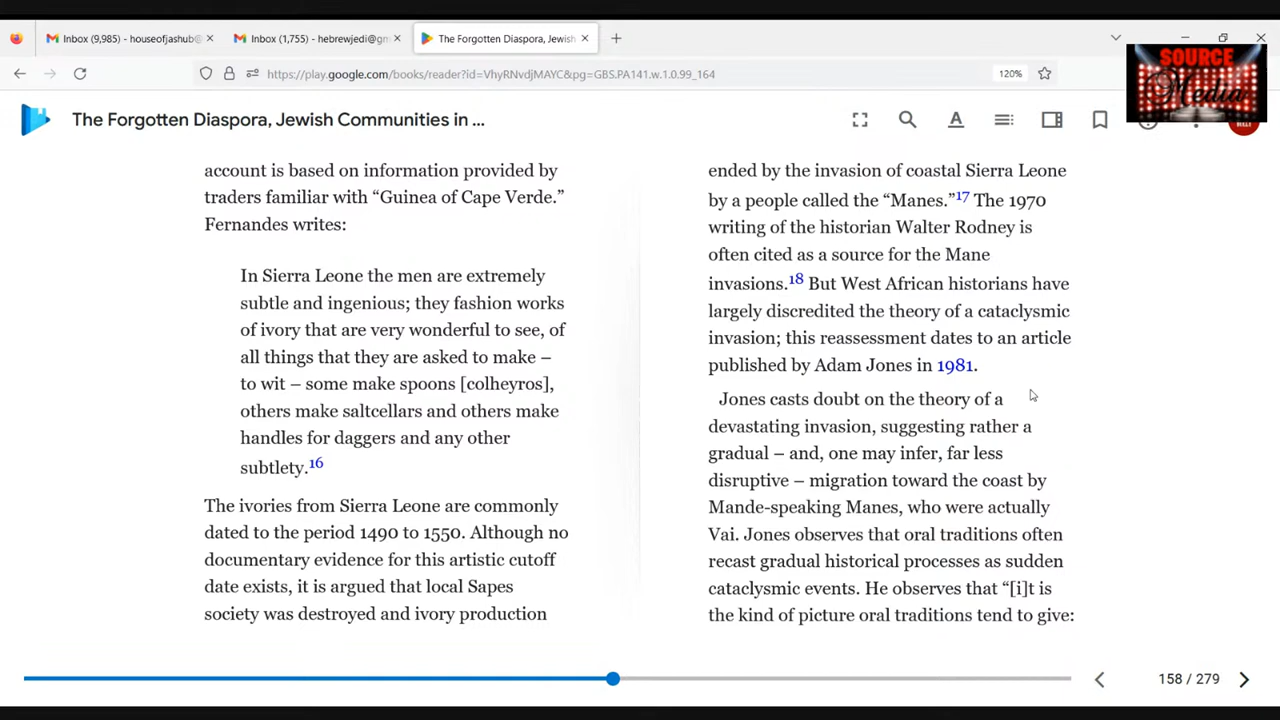 Inbox (9,985) - houseofjashub@
Inbox (1,755) - hebrewjedi@gm
The Forgotten Diaspora, Jewish
https://play.google.com/books/reader?id=VhyRNvdjMAYC&pg=GBS.PA141.w.1.0.99_164
120%
SOURCE
Media
The Forgotten Diaspora, Jewish Communities in ...
account is based on information provided by
traders familiar with “Guinea of Cape Verde.”
Fernandes writes:
In Sierra Leone the men are extremely
subtle and ingenious; they fashion works
of ivory that are very wonderful to see, of
all things that they are asked to make –
to wit – some make spoons [colheyros],
others make saltcellars and others make
handles for daggers and any other
subtlety.16
The ivories from Sierra Leone are commonly
dated to the period 1490 to 1550. Although no
documentary evidence for this artistic cutoff
date exists, it is argued that local Sapes
society was destroyed and ivory production
ended by the invasion of coastal Sierra Leone
by a people called the “Manes.”17 The 1970
writing of the historian Walter Rodney is
often cited as a source for the Mane
invasions.18 But West African historians have
largely discredited the theory of a cataclysmic
invasion; this reassessment dates to an article
published by Adam Jones in 1981.
Jones casts doubt on the theory of a
devastating invasion, suggesting rather a
gradual – and, one may infer, far less
disruptive – migration toward the coast by
Mande-speaking Manes, who were actually
Vai. Jones observes that oral traditions often
recast gradual historical processes as sudden
cataclysmic events. He observes that “[i]t is
the kind of picture oral traditions tend to give:
158 / 279